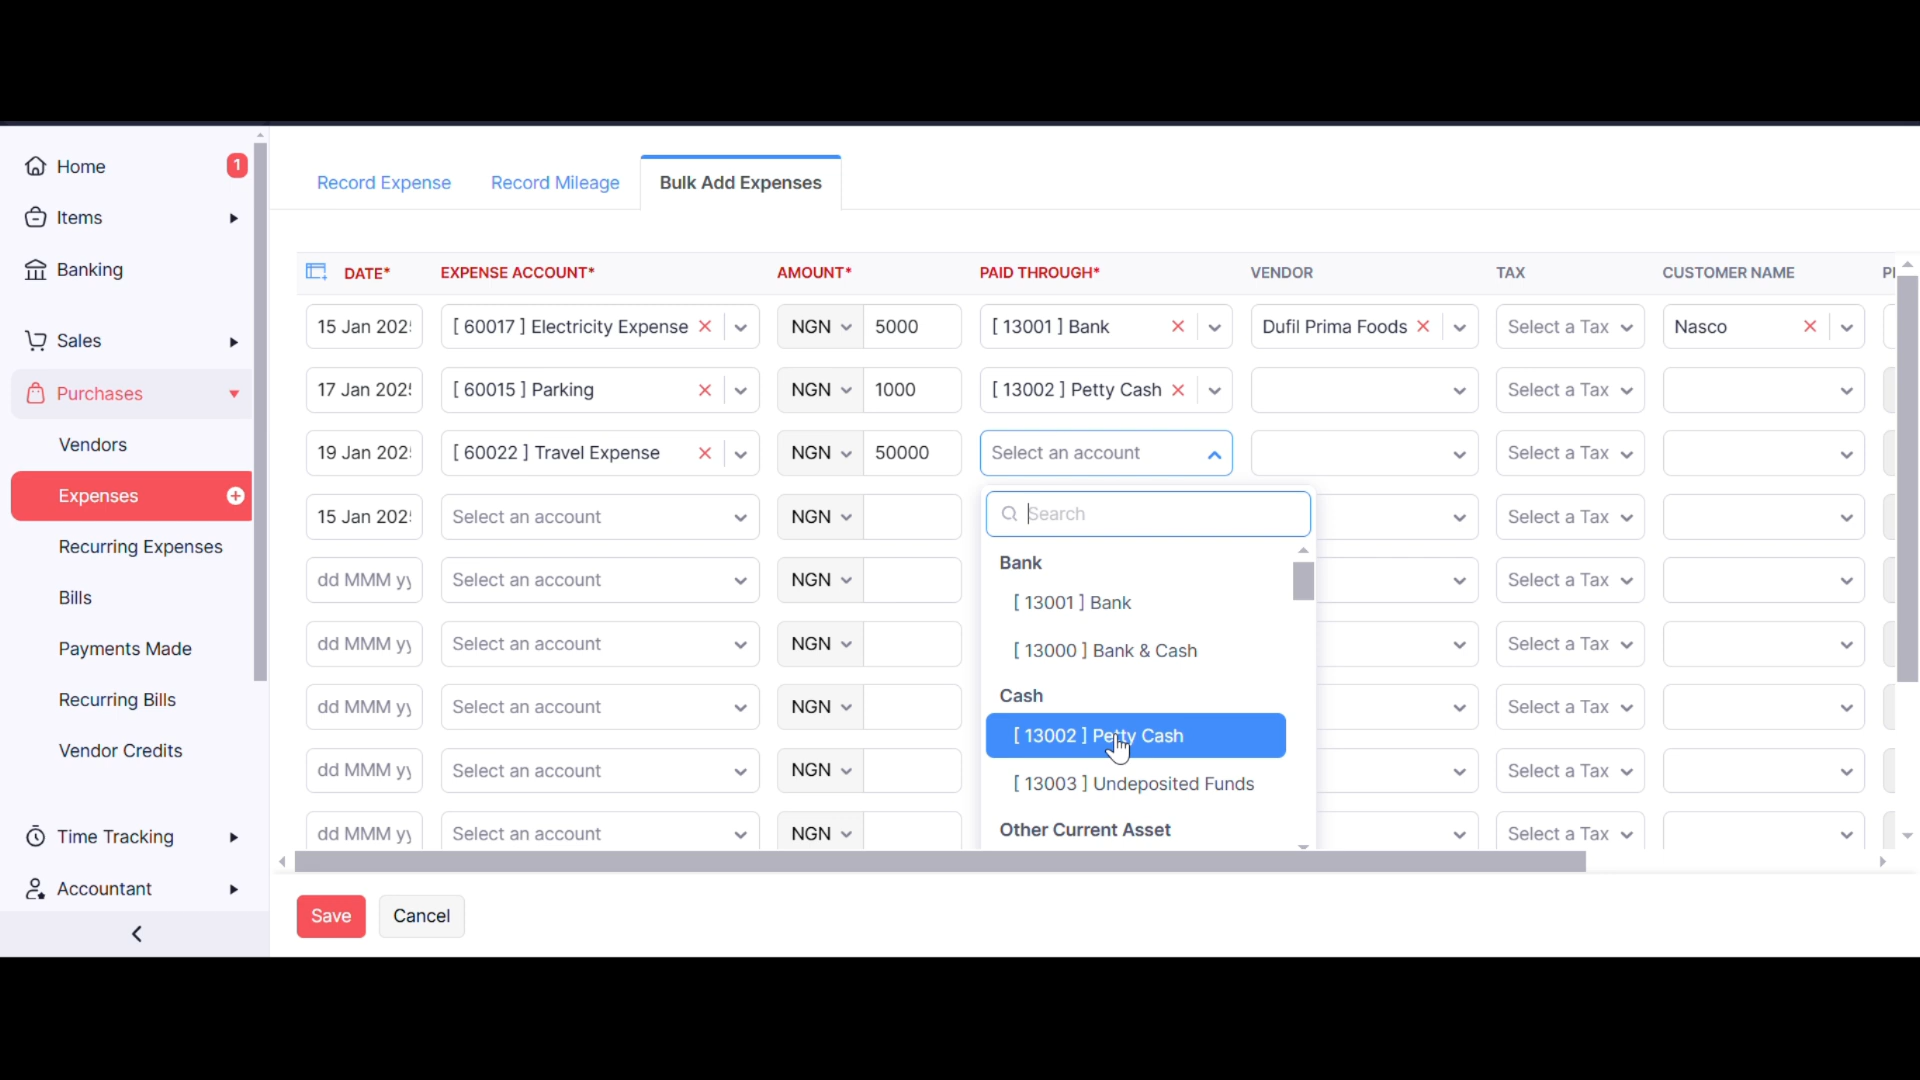 Home 1
Items
Banking
Sales
Purchases
Vendors
Expenses
Recurring Expenses
Bills
Payments Made
Recurring Bills
Vendor Credits
Time Tracking
Accountant
Record Expense Record Mileage Bulk Add Expenses
DATE* EXPENSE ACCOUNT* AMOUNT* PAID THROUGH* VENDOR TAX CUSTOMER NAME
15 Jan 202 [ 60017 ] Electricity Expense NGN 5000 [ 13001 ] Bank Dufil Prima Foods Select a Tax Nasco
17 Jan 202 [ 60015 ] Parking NGN 1000 [ 13002 ] Petty Cash Select a Tax
19 Jan 202 [ 60022 ] Travel Expense NGN 50000 Select an account Select a Tax
15 Jan 202 Select an account NGN Search Select a Tax
Bank
dd MMM yy Select an account NGN [ 13001 ] Bank Select a Tax
dd MMM yy Select an account NGN [ 13000 ] Bank & Cash Select a Tax
Cash
dd MMM yy Select an account NGN Select a Tax
[ 13002 ] Petty Cash
dd MMM yy Select an account NGN [ 13003 ] Undeposited Funds Select a Tax
dd MMM yy Select an account NGN Other Current Asset Select a Tax
Save Cancel